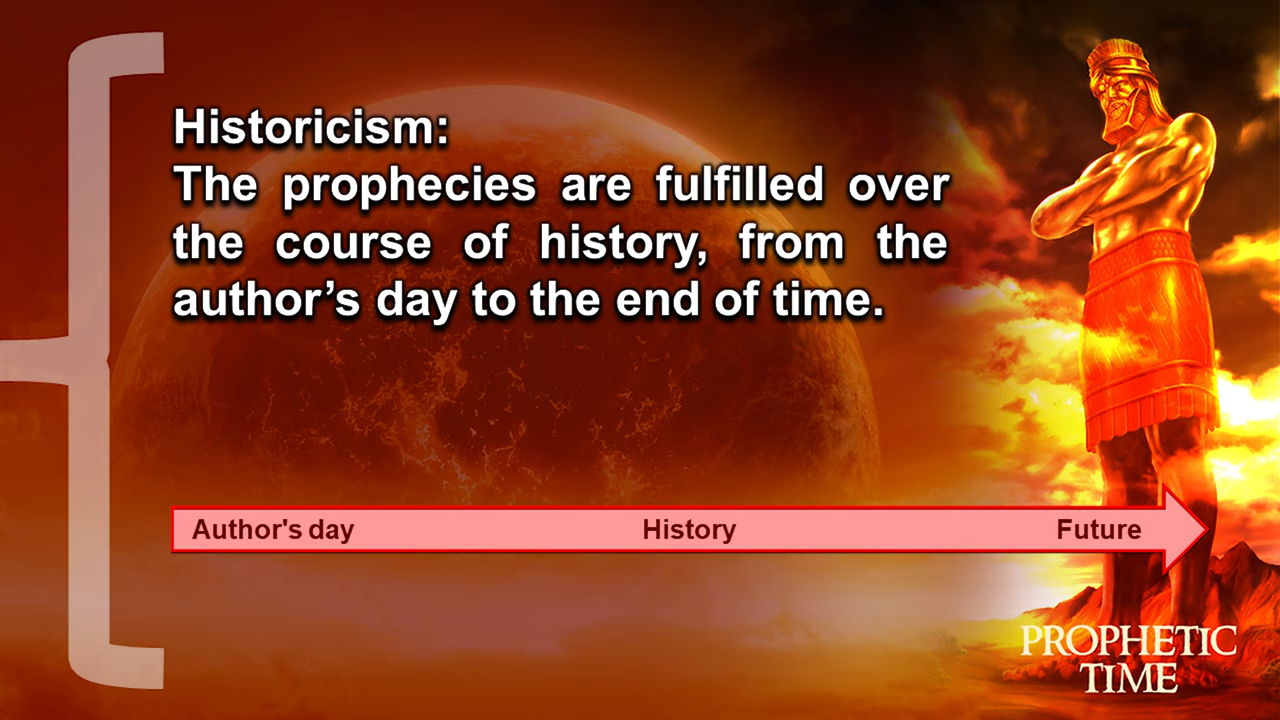 Historicism:
The prophecies are fulfilled over
the course of history, from the
author’s day to the end of time.
Author's day History Future
PROPHETIC
TIME